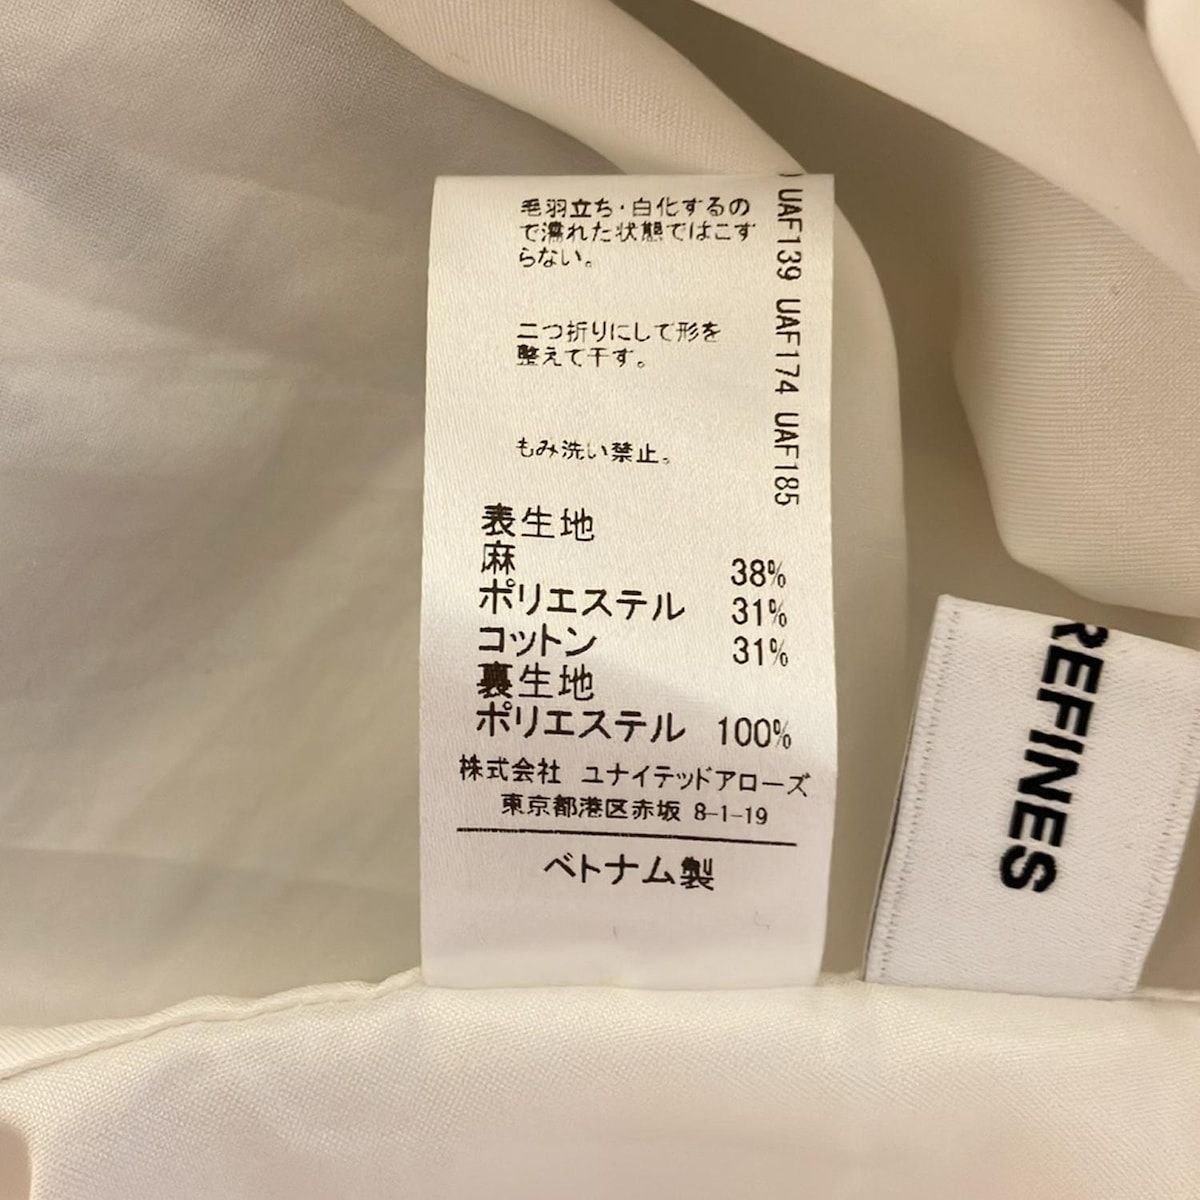 毛羽立ち・白化するの
で濡れた状態ではこす
らない。
二つ折りにして形を
整えて干す。
もみ洗い禁止。
UAF139 UAF174 UAF185
表生地
麻 38%
ポリエステル 31%
コットン 31%
裏生地
ポリエステル 100%
株式会社 ユナイテッドアローズ
東京都港区赤坂 8-1-19
ベトナム製
REFINES